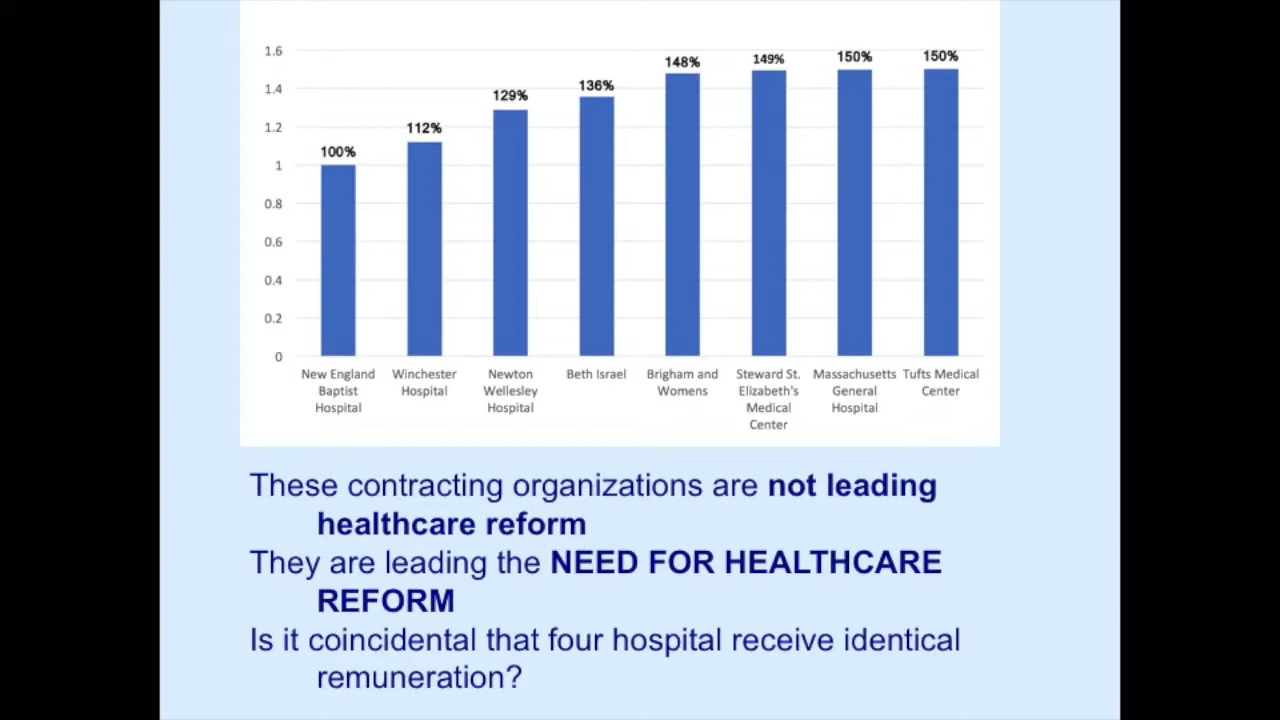 1.6
1.4
1.2
1
0.8
0.6
0.4
0.2
0
100%
112%
129%
136%
148%
149%
150%
150%
New England
Baptist
Hospital
Winchester
Hospital
Newton
Wellesley
Hospital
Beth Israel
Brigham and
Womens
Steward St.
Elizabeth's
Medical
Center
Massachusetts
General
Hospital
Tufts Medical
Center
These contracting organizations are not leading
healthcare reform
They are leading the NEED FOR HEALTHCARE
REFORM
Is it coincidental that four hospital receive identical
remuneration?